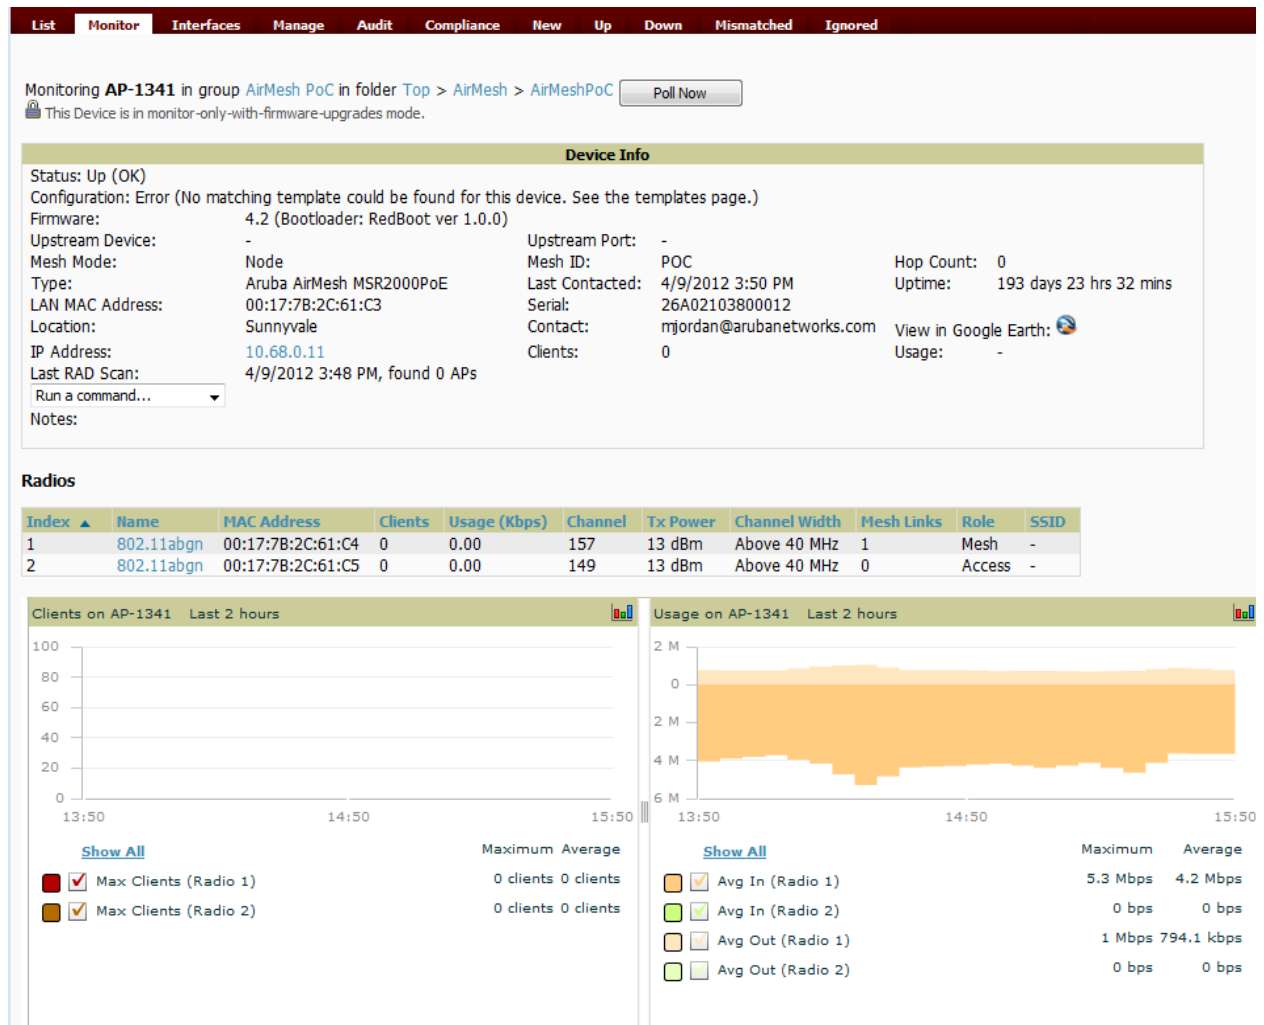 List Monitor Interfaces Manage Audit Compliance New Up Down Mismatched Ignored
Monitoring AP-1341 in group AirMesh PoC in folder Top > AirMesh > AirMeshPoC Poll Now
This Device is in monitor-only-with-firmware-upgrades mode.
Device Info
Status: Up (OK)
Configuration: Error (No matching template could be found for this device. See the templates page.)
Firmware: 4.2 (Bootloader: RedBoot ver 1.0.0)
Upstream Device: - Upstream Port: -
Mesh Mode: Node Mesh ID: POC Hop Count: 0
Type: Aruba AirMesh MSR2000PoE Last Contacted: 4/9/2012 3:50 PM Uptime: 193 days 23 hrs 32 mins
LAN MAC Address: 00:17:7B:2C:61:C3 Serial: 26A02103800012
Location: Sunnyvale Contact: mjordan@arubanetworks.com View in Google Earth:
IP Address: 10.68.0.11 Clients: 0 Usage: -
Last RAD Scan: 4/9/2012 3:48 PM, found 0 APs
Run a command...
Notes:
Radios
Index Name MAC Address Clients Usage (Kbps) Channel Tx Power Channel Width Mesh Links Role SSID
1 802.11abgn 00:17:7B:2C:61:C4 0 0.00 157 13 dBm Above 40 MHz 1 Mesh -
2 802.11abgn 00:17:7B:2C:61:C5 0 0.00 149 13 dBm Above 40 MHz 0 Access -
Clients on AP-1341 Last 2 hours
100
80
60
40
20
0
13:50 14:50 15:50
Show All Maximum Average
Max Clients (Radio 1) 0 clients 0 clients
Max Clients (Radio 2) 0 clients 0 clients
Usage on AP-1341 Last 2 hours
2 M
0
2 M
4 M
6 M
13:50 14:50 15:50
Show All Maximum Average
Avg In (Radio 1) 5.3 Mbps 4.2 Mbps
Avg In (Radio 2) 0 bps 0 bps
Avg Out (Radio 1) 1 Mbps 794.1 kbps
Avg Out (Radio 2) 0 bps 0 bps